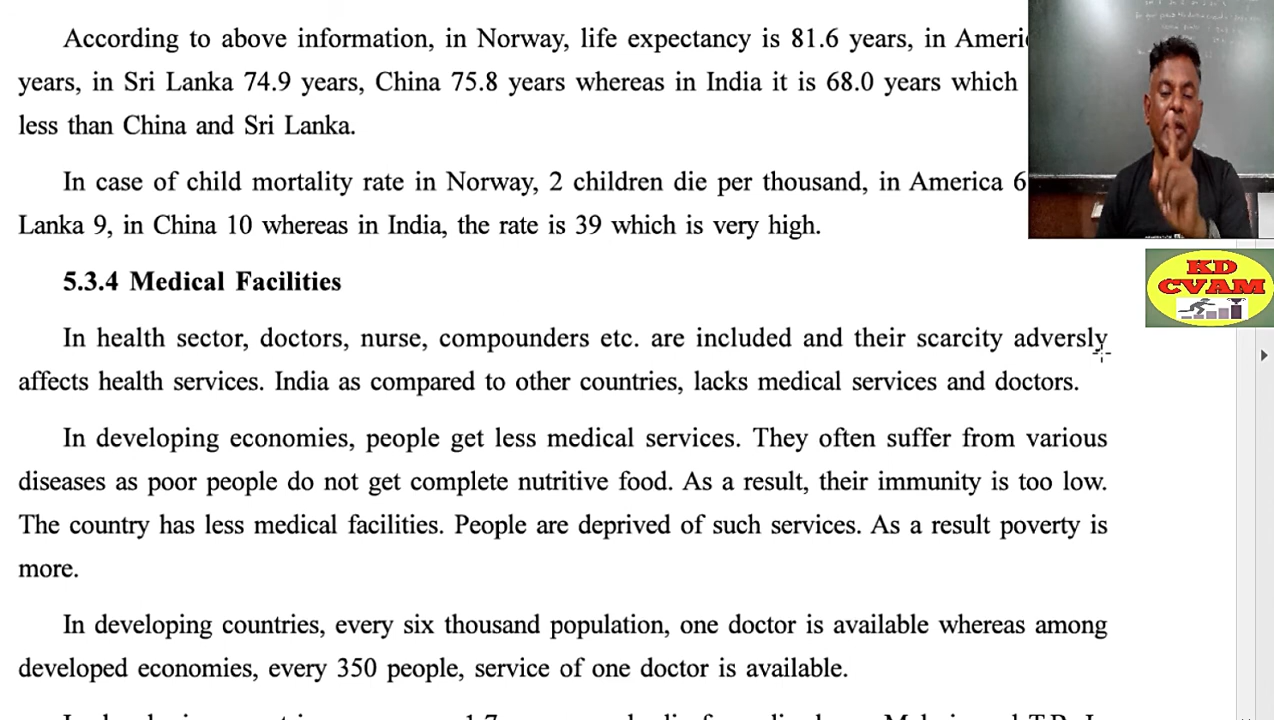 According to above information, in Norway, life expectancy is 81.6 years, in
years, in Sri Lanka 74.9 years, China 75.8 years whereas in India it is 68.0 years which
less than China and Sri Lanka.
In case of child mortality rate in Norway, 2 children die per thousand, in America 6
Lanka 9, in China 10 whereas in India, the rate is 39 which is very high.
5.3.4 Medical Facilities
In health sector, doctors, nurse, compounders etc. are included and their scarcity adversly
affects health services. India as compared to other countries, lacks medical services and doctors.
In developing economies, people get less medical services. They often suffer from various
diseases as poor people do not get complete nutritive food. As a result, their immunity is too low.
The country has less medical facilities. People are deprived of such services. As a result poverty is
more.
In developing countries, every six thousand population, one doctor is available whereas among
developed economies, every 350 people, service of one doctor is available.
KD
CVAM